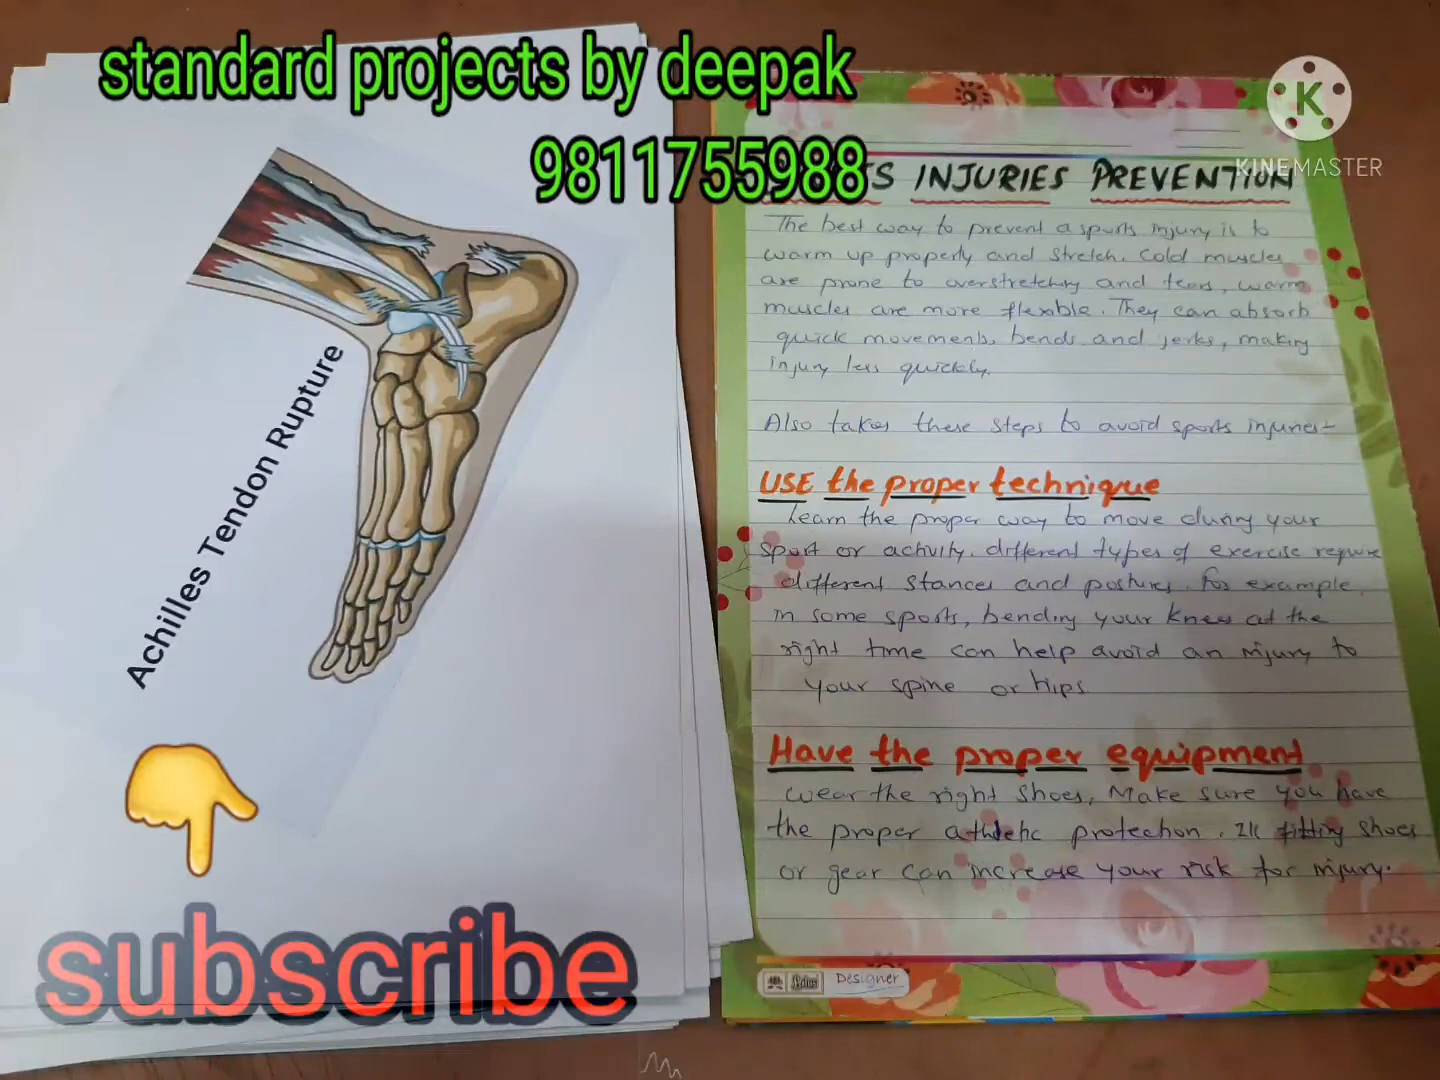 standard projects by deepak
9811755988
Achilles Tendon Rupture
subscribe
K
KINEMASTER
INJURIES PREVENTION
The best way to prevent a sports injury is to
warm up properly and stretch. Cold muscles
are prone to overstretching and tears, warm
muscles are more flexible. They can absorb
quick movements, bends and jerks, making
injury less quickly.
Also takes these steps to avoid sports injuries-
USE the proper technique
Learn the proper way to move during your
sport or activity. different types of exercise require
different stances and postures. For example,
in some sports, bending your knees at the
right time can help avoid an injury to
your spine or hips
Have the proper equipment
wear the right shoes, Make sure you have
the proper athletic protection. Ill fitting shoes
or gear can increase your risk for injury.
Designer